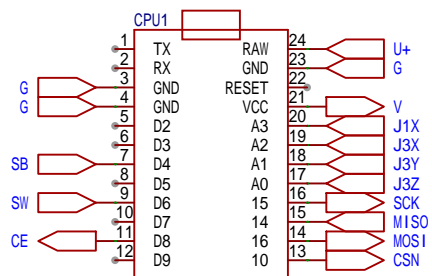 CPU1
1 TX RAW 24 U+
2 RX GND 23 G
G 3 GND RESET 22
G 4 GND VCC 21 V
5 D2 A3 20 J1X
6 D3 A2 19 J3X
SB 7 D4 A1 18 J3Y
8 D5 A0 17 J3Z
SW 9 D6 15 16 SCK
10 D7 14 15 MISO
CE 11 D8 16 14 MOSI
12 D9 10 13 CSN